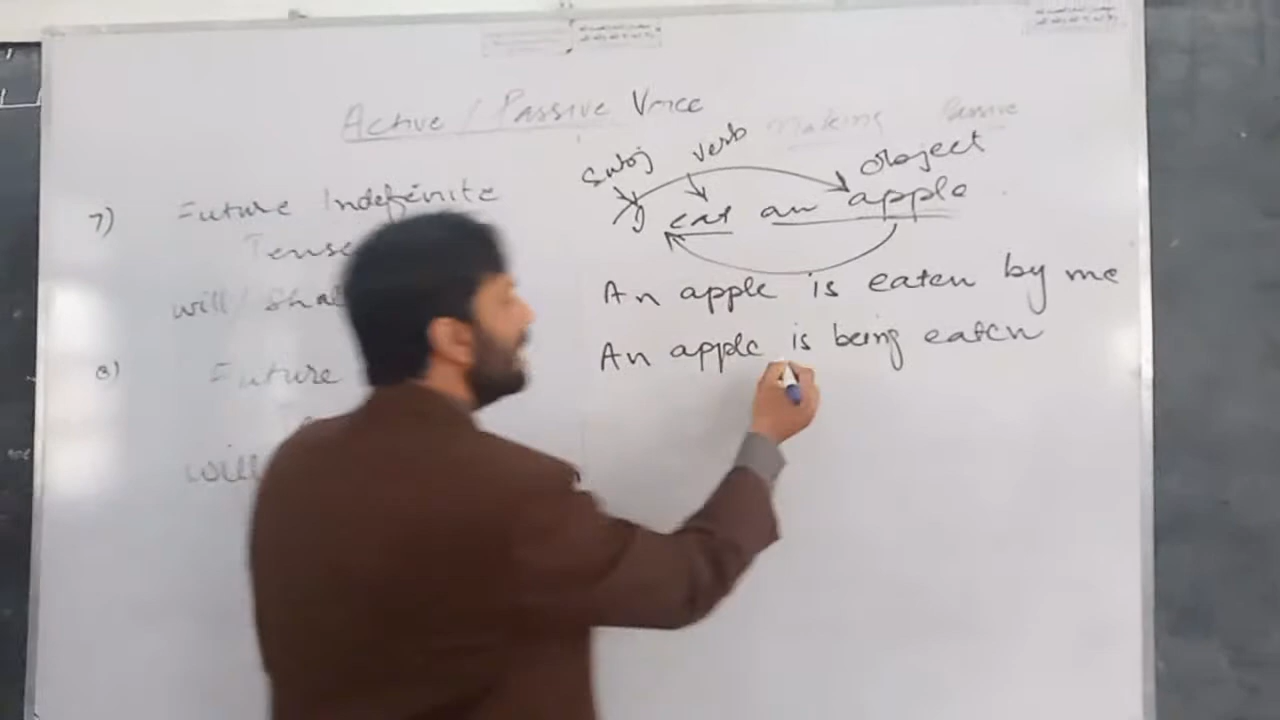 Active / Passive Voice
Making Passive
subj verb object
7) Future Indefinite
Tense
will/ Shal
I eat an apple
An apple is eaten by me
An apple is being eaten
8) Future
will